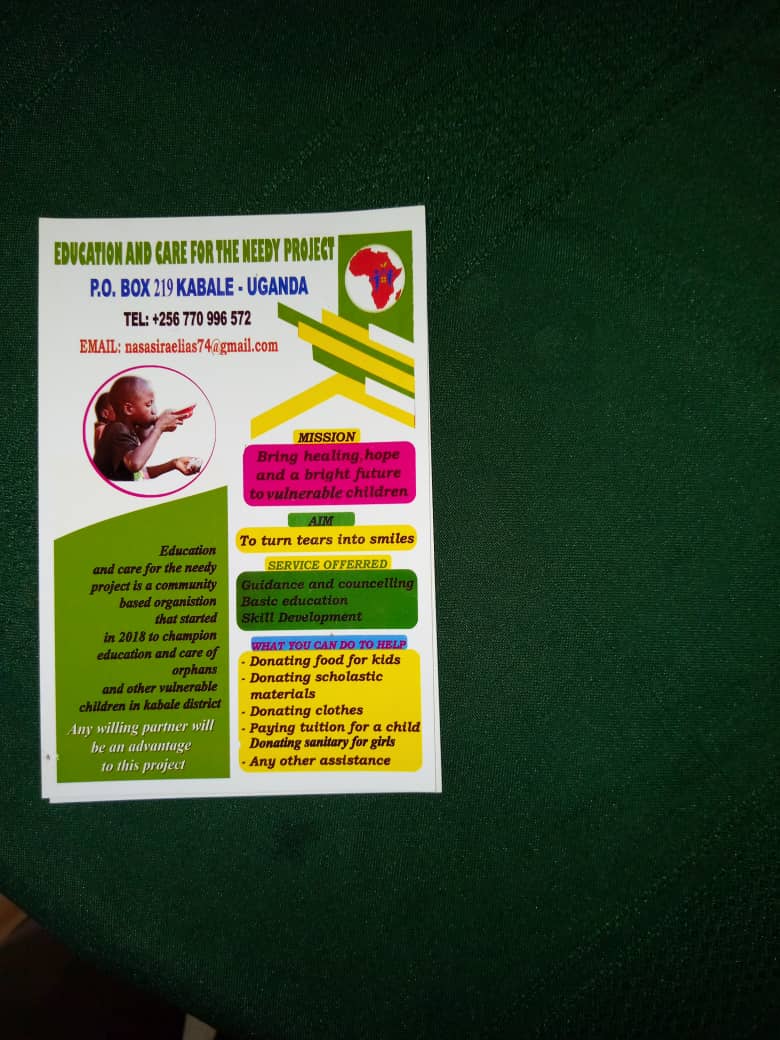 EDUCATION AND CARE FOR THE NEEDY PROJECT
P.O. BOX 219 KABALE - UGANDA
TEL: +256 770 996 572
EMAIL: nasasiraelias74@gmail.com
MISSION
Bring healing,hope
and a bright future
to vulnerable children
AIM
To turn tears into smiles
SERVICE OFFERRED
Guidance and councelling
Basic education
Skill Development
WHAT YOU CAN DO TO HELP
- Donating food for kids
- Donating scholastic
materials
- Donating clothes
- Paying tuition for a child
Donating sanitary for girls
- Any other assistance
Education
and care for the needy
project is a community
based organistion
that started
in 2018 to champion
education and care of
orphans
and other vulnerable
children in kabale district
Any willing partner will
be an advantage
to this project